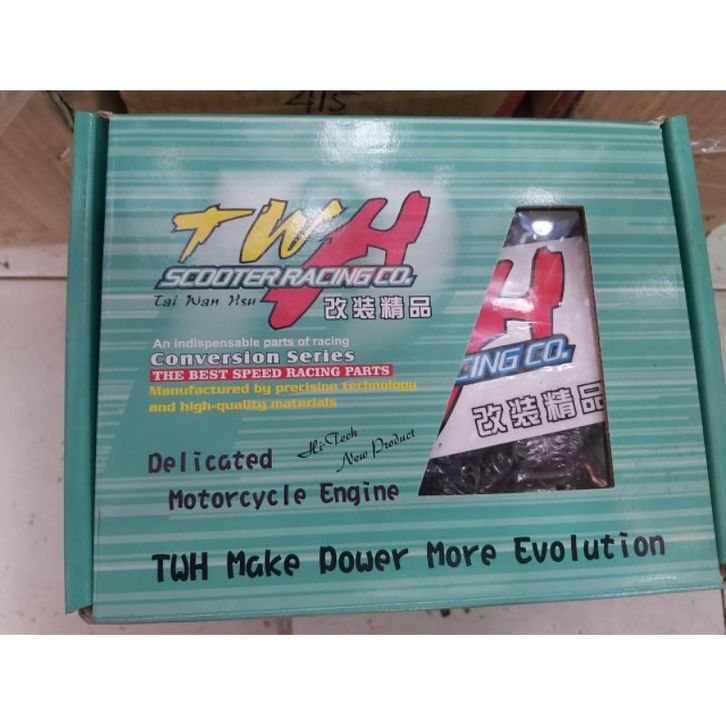 415
TWH
SCOOTER RACING CO.
Tai Wan Hsu
改装精品
An indispensable parts of racing
Conversion Series
THE BEST SPEED RACING PARTS
Manufactured by precision technology
and high-quality materials
Hi-Tech
New Product
Delicated
Motorcycle Engine
TWH Make Power More Evolution
H
CING CO.
改装精品